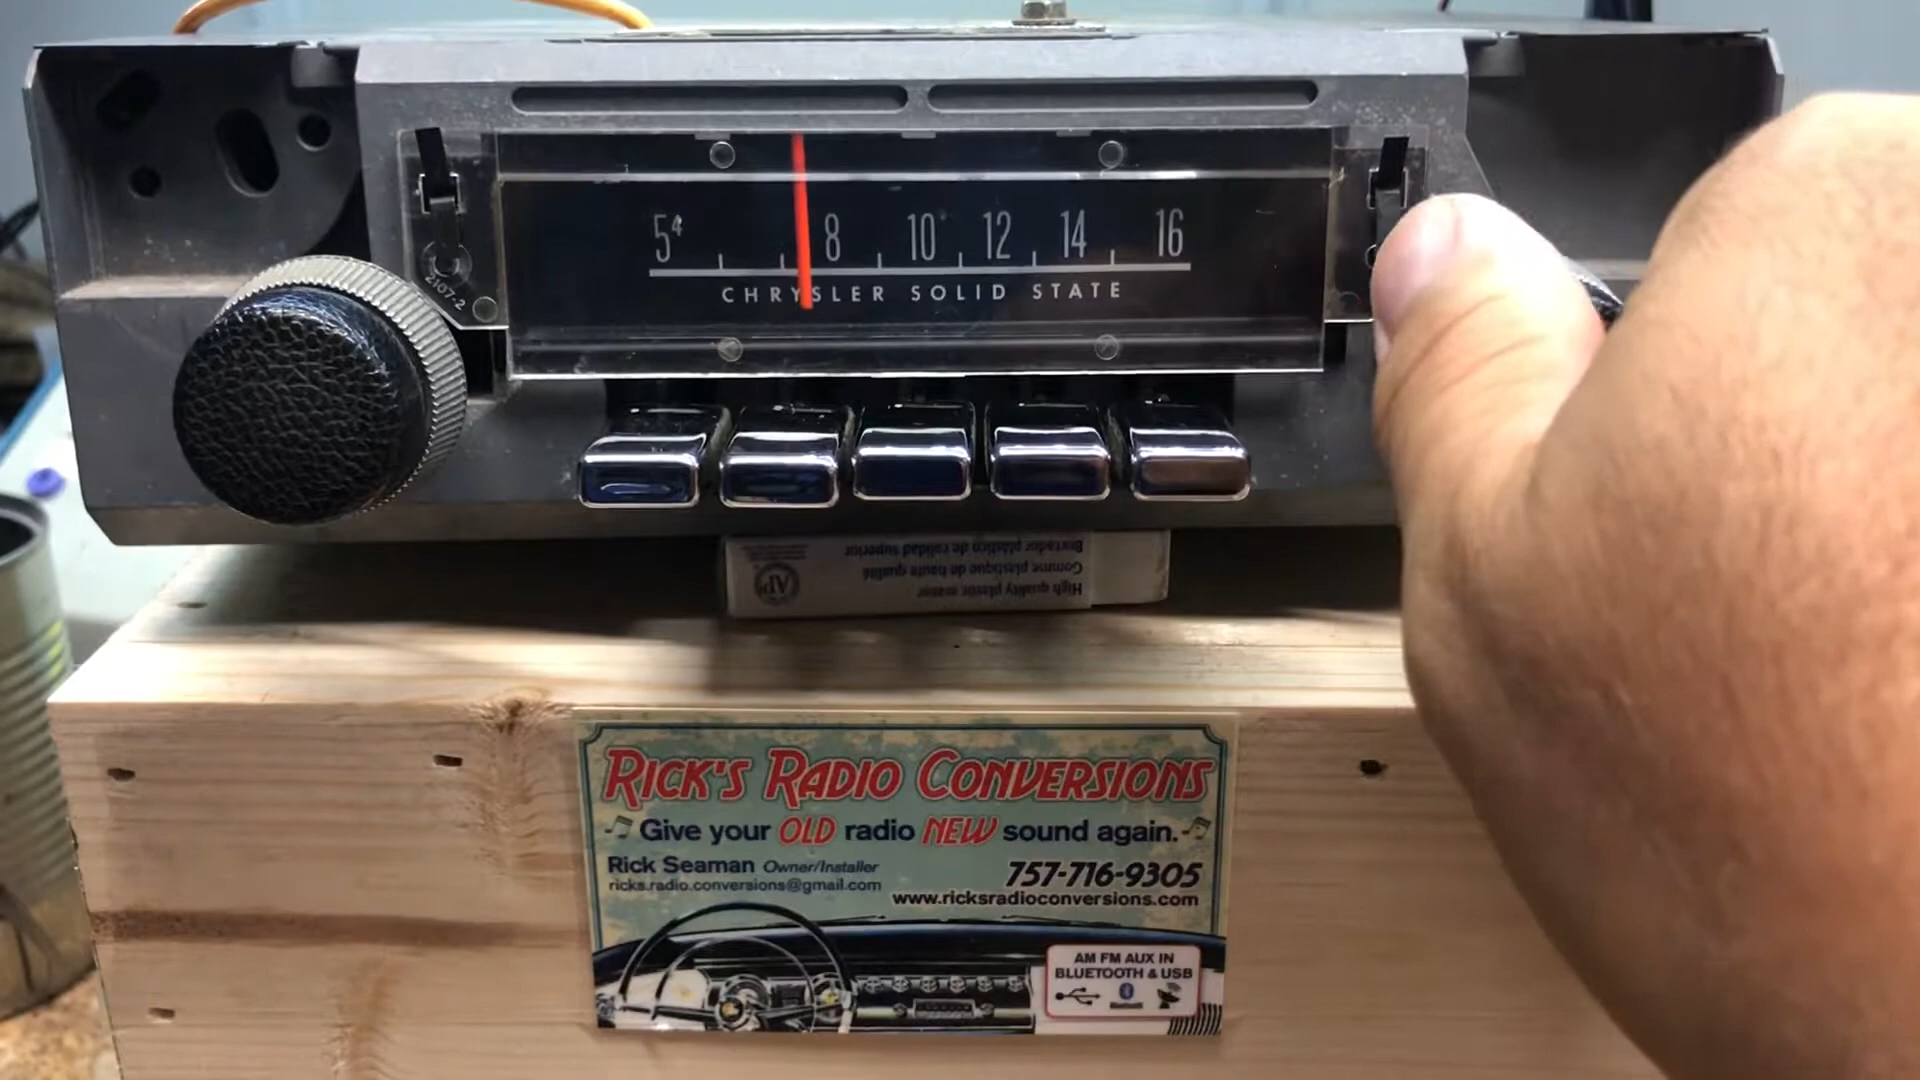 5⁴ 8 10 12 14 16
CHRYSLER SOLID STATE
2107-2
Borrador plástico de calidad superior
Gomme plastique de haute qualité
High quality plastic eraser
AP
RICK'S RADIO CONVERSIONS
Give your OLD radio NEW sound again.
Rick Seaman Owner/Installer
757-716-9305
ricks.radio.conversions@gmail.com
www.ricksradioconversions.com
AM FM AUX IN
BLUETOOTH & USB
Bluetooth